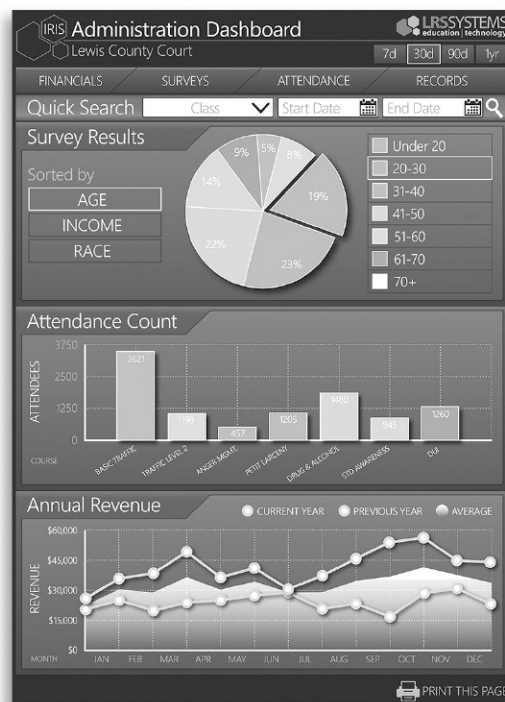 IRIS Administration Dashboard
Lewis County Court
LRSSYSTEMS
education | technology
7d 30d 90d 1yr
FINANCIALS SURVEYS ATTENDANCE RECORDS
Quick Search Class Start Date End Date
Survey Results
Sorted by
AGE
INCOME
RACE
9% 5% 8%
19%
14%
22%
23%
Under 20
20-30
31-40
41-50
51-60
61-70
70+
Attendance Count
ATTENDEES
3750
2500
1250
0
3621
1198
457
1205
1480
945
1260
COURSE
BASIC TRAFFIC
TRAFFIC LEVEL 2
ANGER MGMT.
PETIT LARCENY
DRUG & ALCOHOL
STD AWARENESS
DUI
Annual Revenue
CURRENT YEAR PREVIOUS YEAR AVERAGE
REVENUE
$60,000
$45,000
$30,000
$15,000
$0
MONTH JAN FEB MAR APR MAY JUN JUL AUG SEP OCT NOV DEC
PRINT THIS PAGE